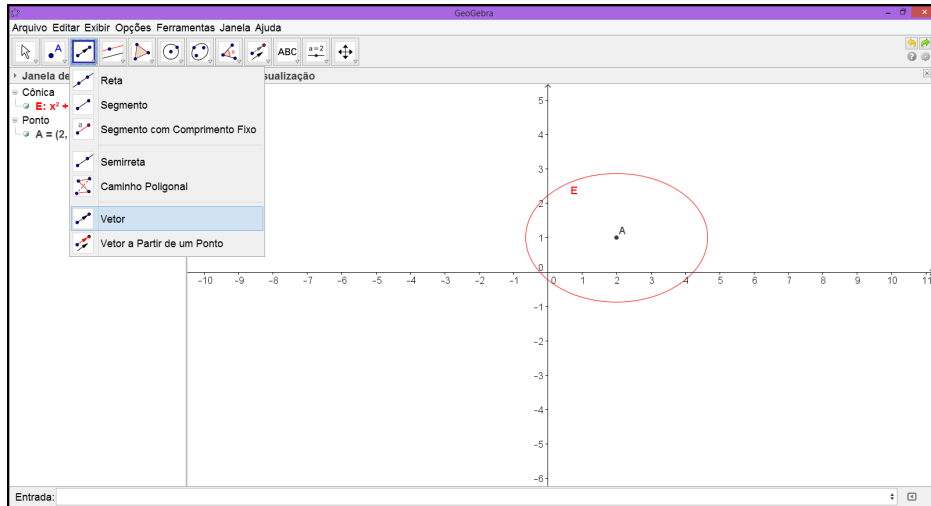 GeoGebra
Arquivo Editar Exibir Opções Ferramentas Janela Ajuda
A
ABC
a=2
Janela de
sualização
Cônica
E: x² +
Ponto
A = (2,
Reta
Segmento
a
Segmento com Comprimento Fixo
Semirreta
Caminho Poligonal
Vetor
Vetor a Partir de um Ponto
5
4
3
E
2
A
1
0
-10 -9 -8 -7 -6 -5 -4 -3 -2 -1 0 1 2 3 4 5 6 7 8 9 10 11
-1
-2
-3
-4
-5
-6
Entrada: